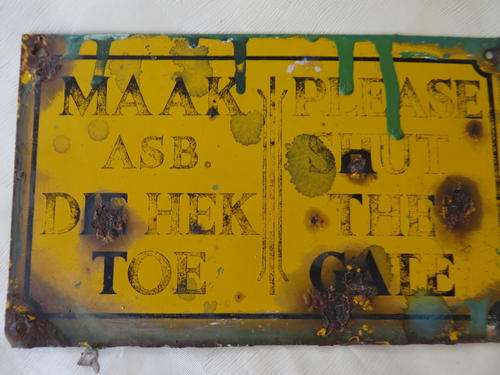 MAAK
ASB.
DIE HEK
TOE
PLEASE
SHUT
THE
GATE